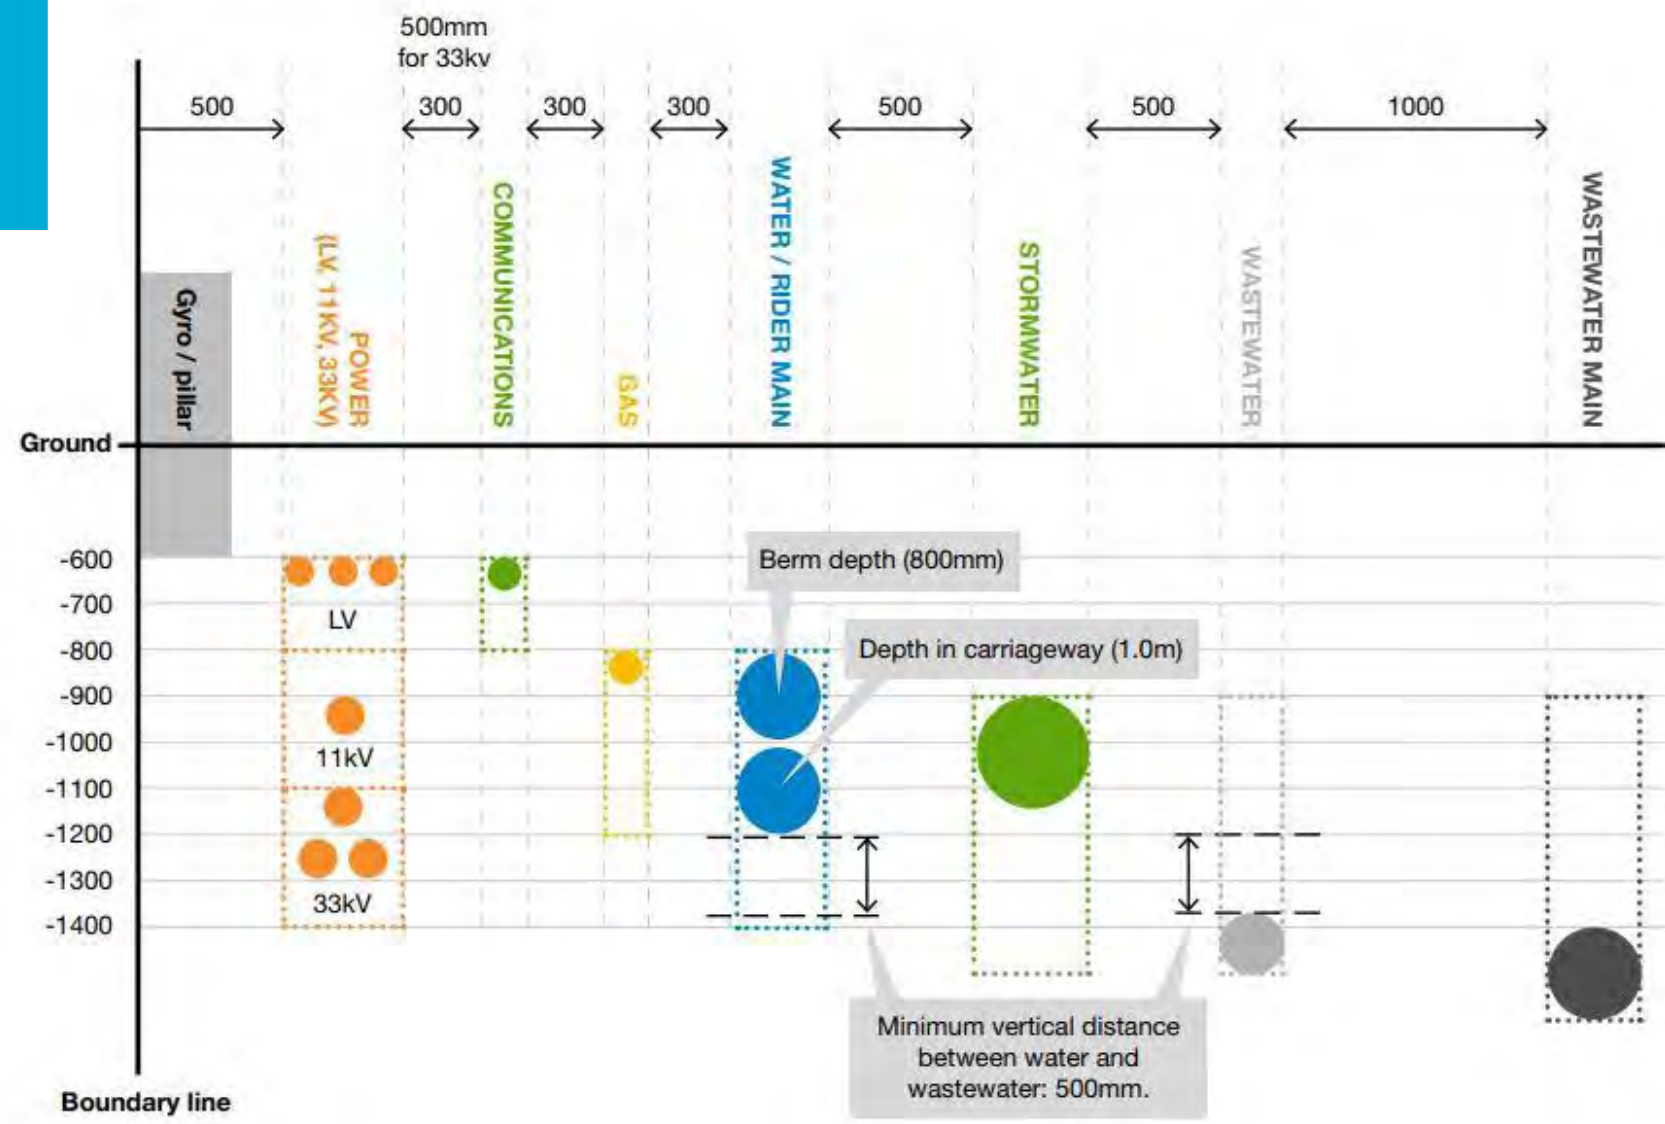 500mm
for 33kv
500
300
300
300
500
500
1000
Gyro / pillar
POWER
(LV, 11KV, 33KV)
COMMUNICATIONS
GAS
WATER / RIDER MAIN
STORMWATER
WASTEWATER
WASTEWATER MAIN
Ground
-600
-700
-800
-900
-1000
-1100
-1200
-1300
-1400
LV
11kV
33kV
Berm depth (800mm)
Depth in carriageway (1.0m)
Minimum vertical distance
between water and
wastewater: 500mm.
Boundary line